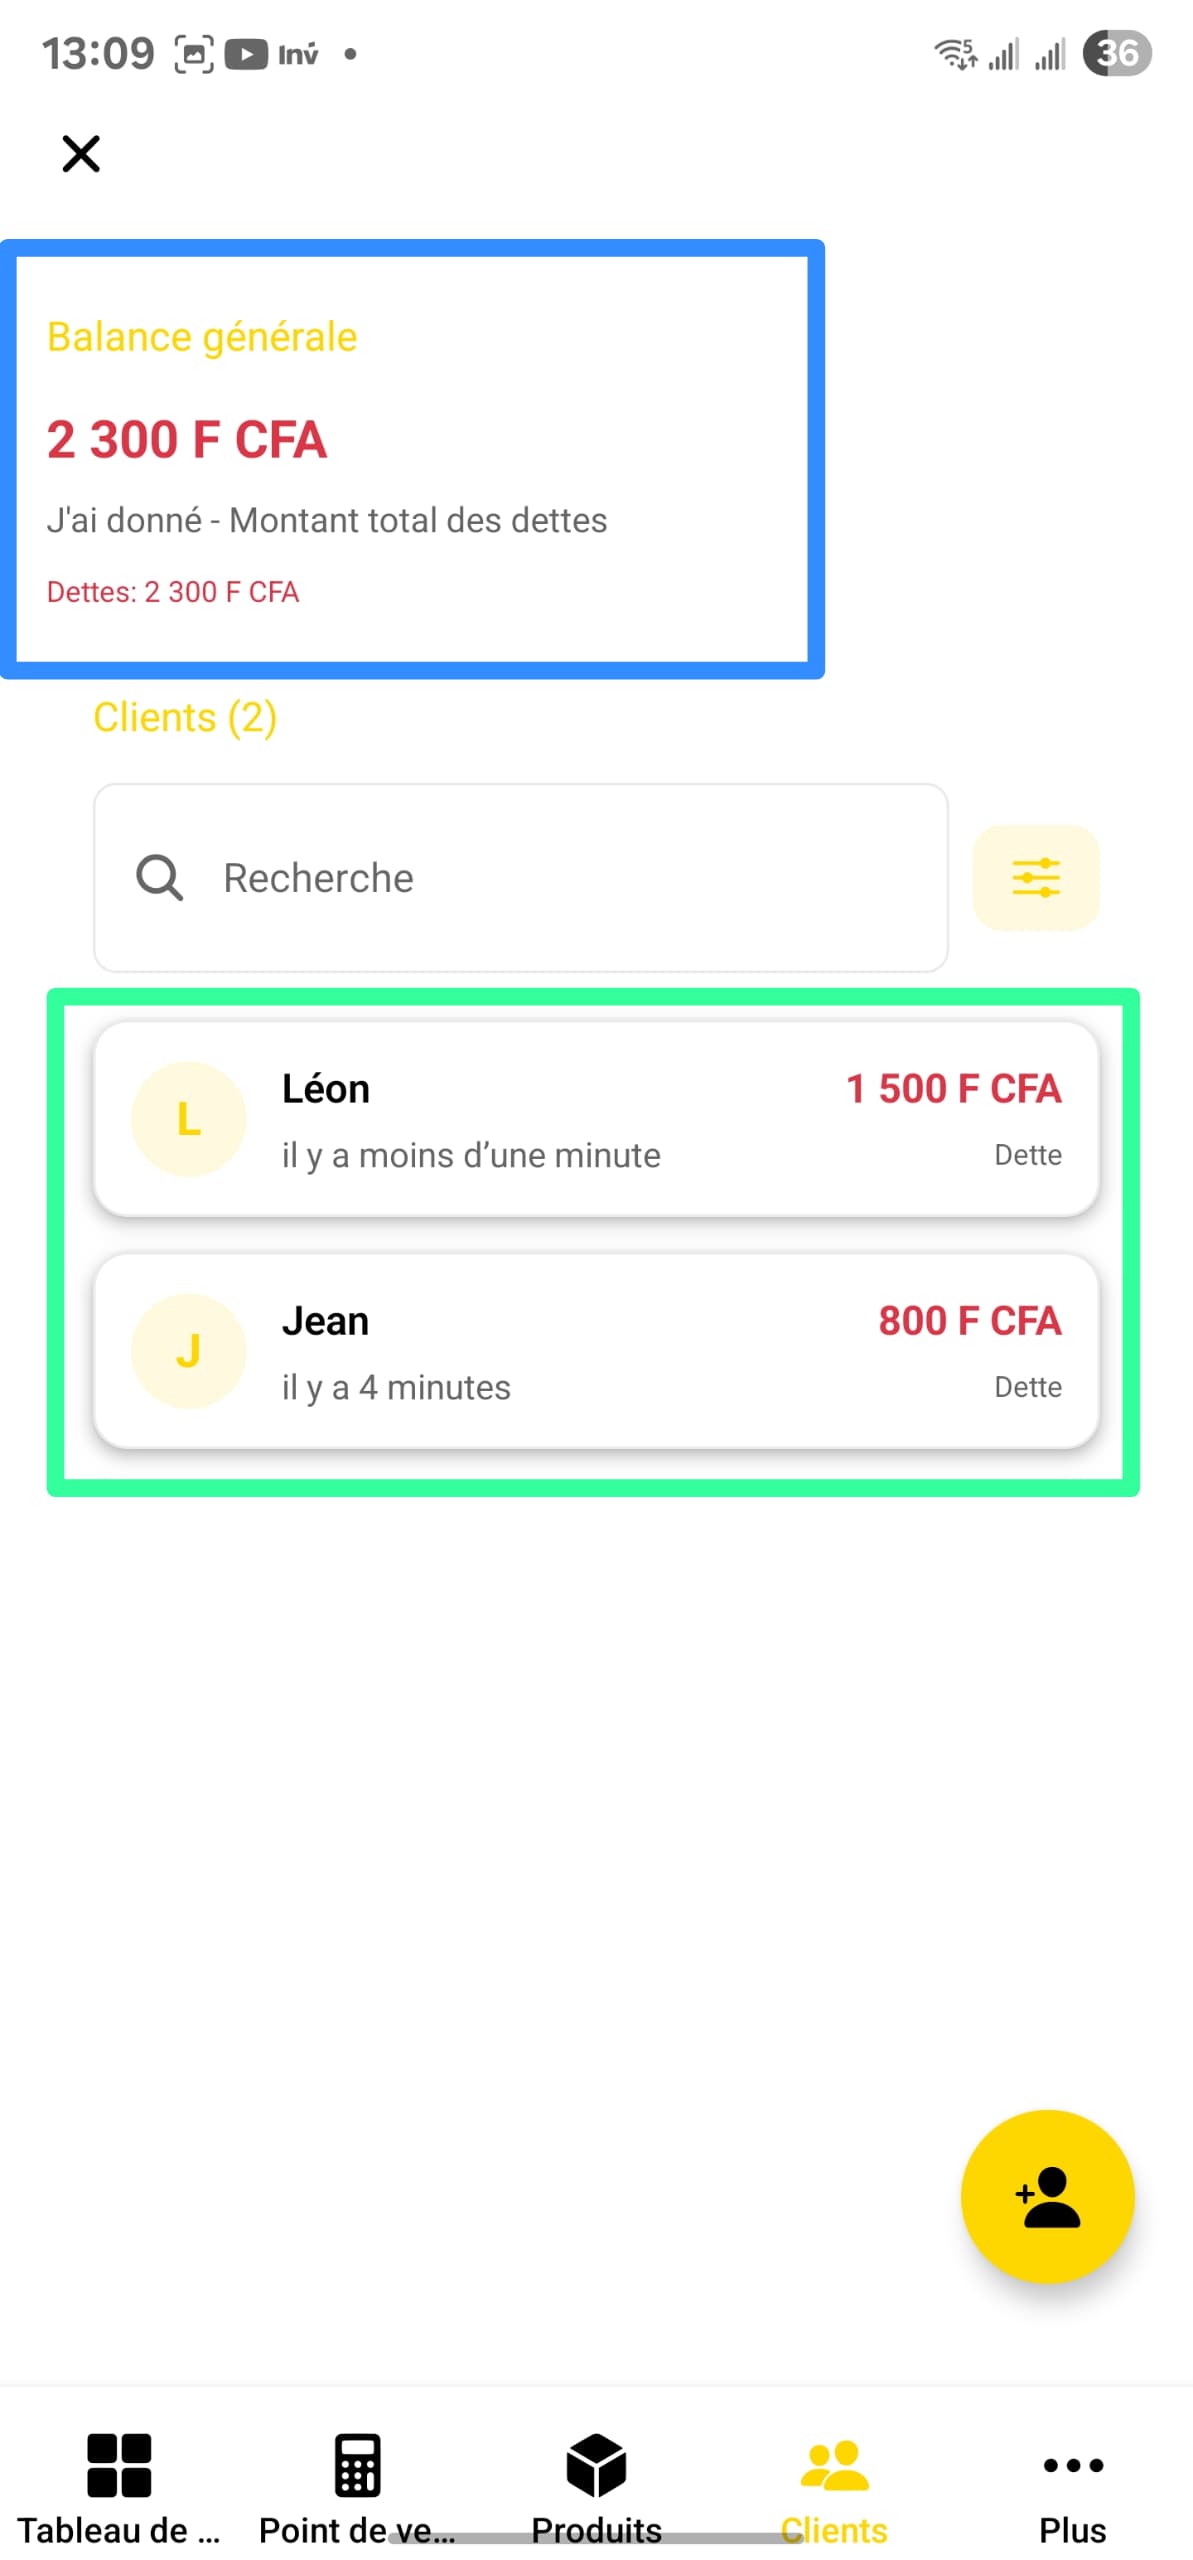 13:09 Inv 5 36
Balance générale
2 300 F CFA
J'ai donné - Montant total des dettes
Dettes: 2 300 F CFA
Clients (2)
Recherche
L Léon 1 500 F CFA
il y a moins d’une minute Dette
J Jean 800 F CFA
il y a 4 minutes Dette
Tableau de ... Point de ve... Produits Clients Plus